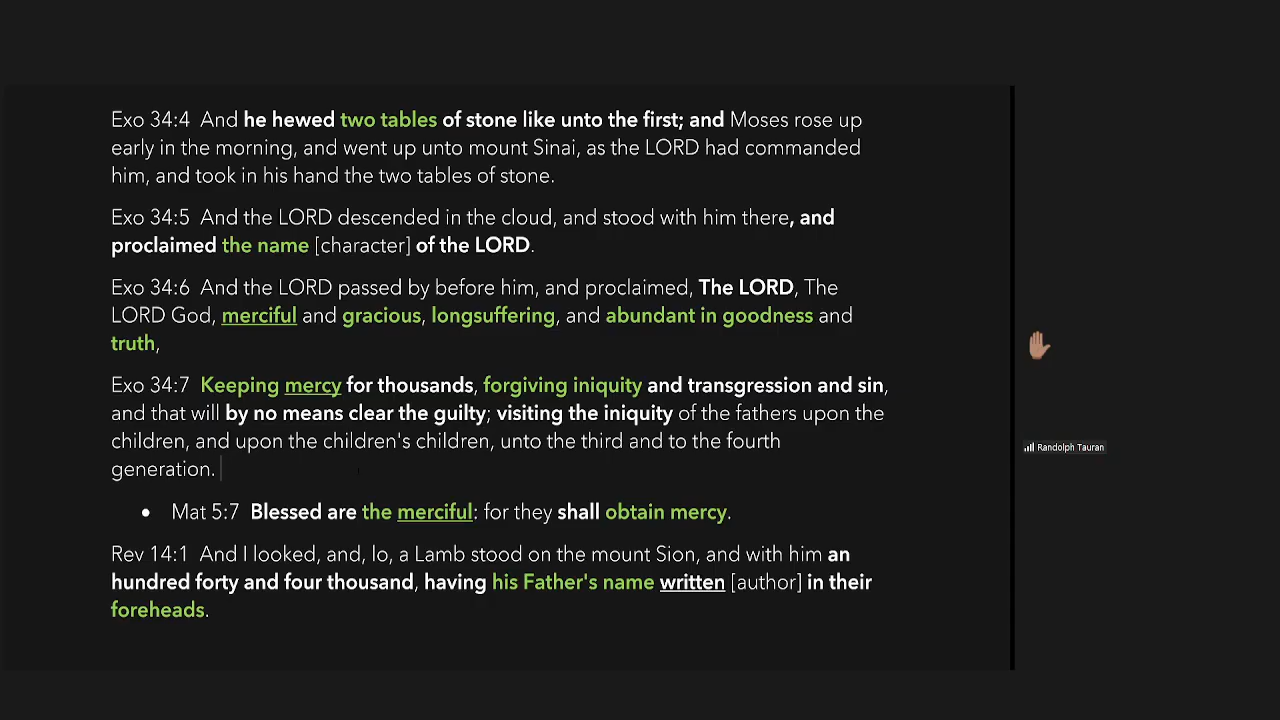 Exo 34:4 And he hewed two tables of stone like unto the first; and Moses rose up
early in the morning, and went up unto mount Sinai, as the LORD had commanded
him, and took in his hand the two tables of stone.
Exo 34:5 And the LORD descended in the cloud, and stood with him there, and
proclaimed the name [character] of the LORD.
Exo 34:6 And the LORD passed by before him, and proclaimed, The LORD, The
LORD God, merciful and gracious, longsuffering, and abundant in goodness and
truth,
Exo 34:7 Keeping mercy for thousands, forgiving iniquity and transgression and sin,
and that will by no means clear the guilty; visiting the iniquity of the fathers upon the
children, and upon the children's children, unto the third and to the fourth
generation.
• Mat 5:7 Blessed are the merciful: for they shall obtain mercy.
Rev 14:1 And I looked, and, lo, a Lamb stood on the mount Sion, and with him an
hundred forty and four thousand, having his Father's name written [author] in their
foreheads.
Randolph Tauran